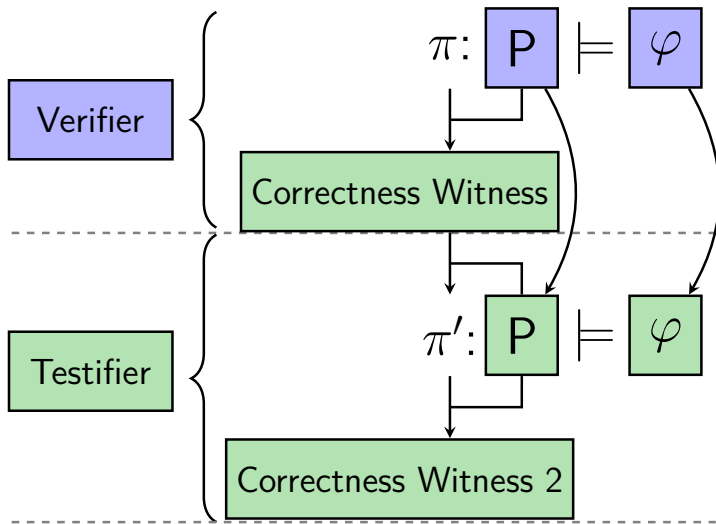 π: P ⊨ φ
Verifier
Correctness Witness
π′: P ⊨ φ
Testifier
Correctness Witness 2